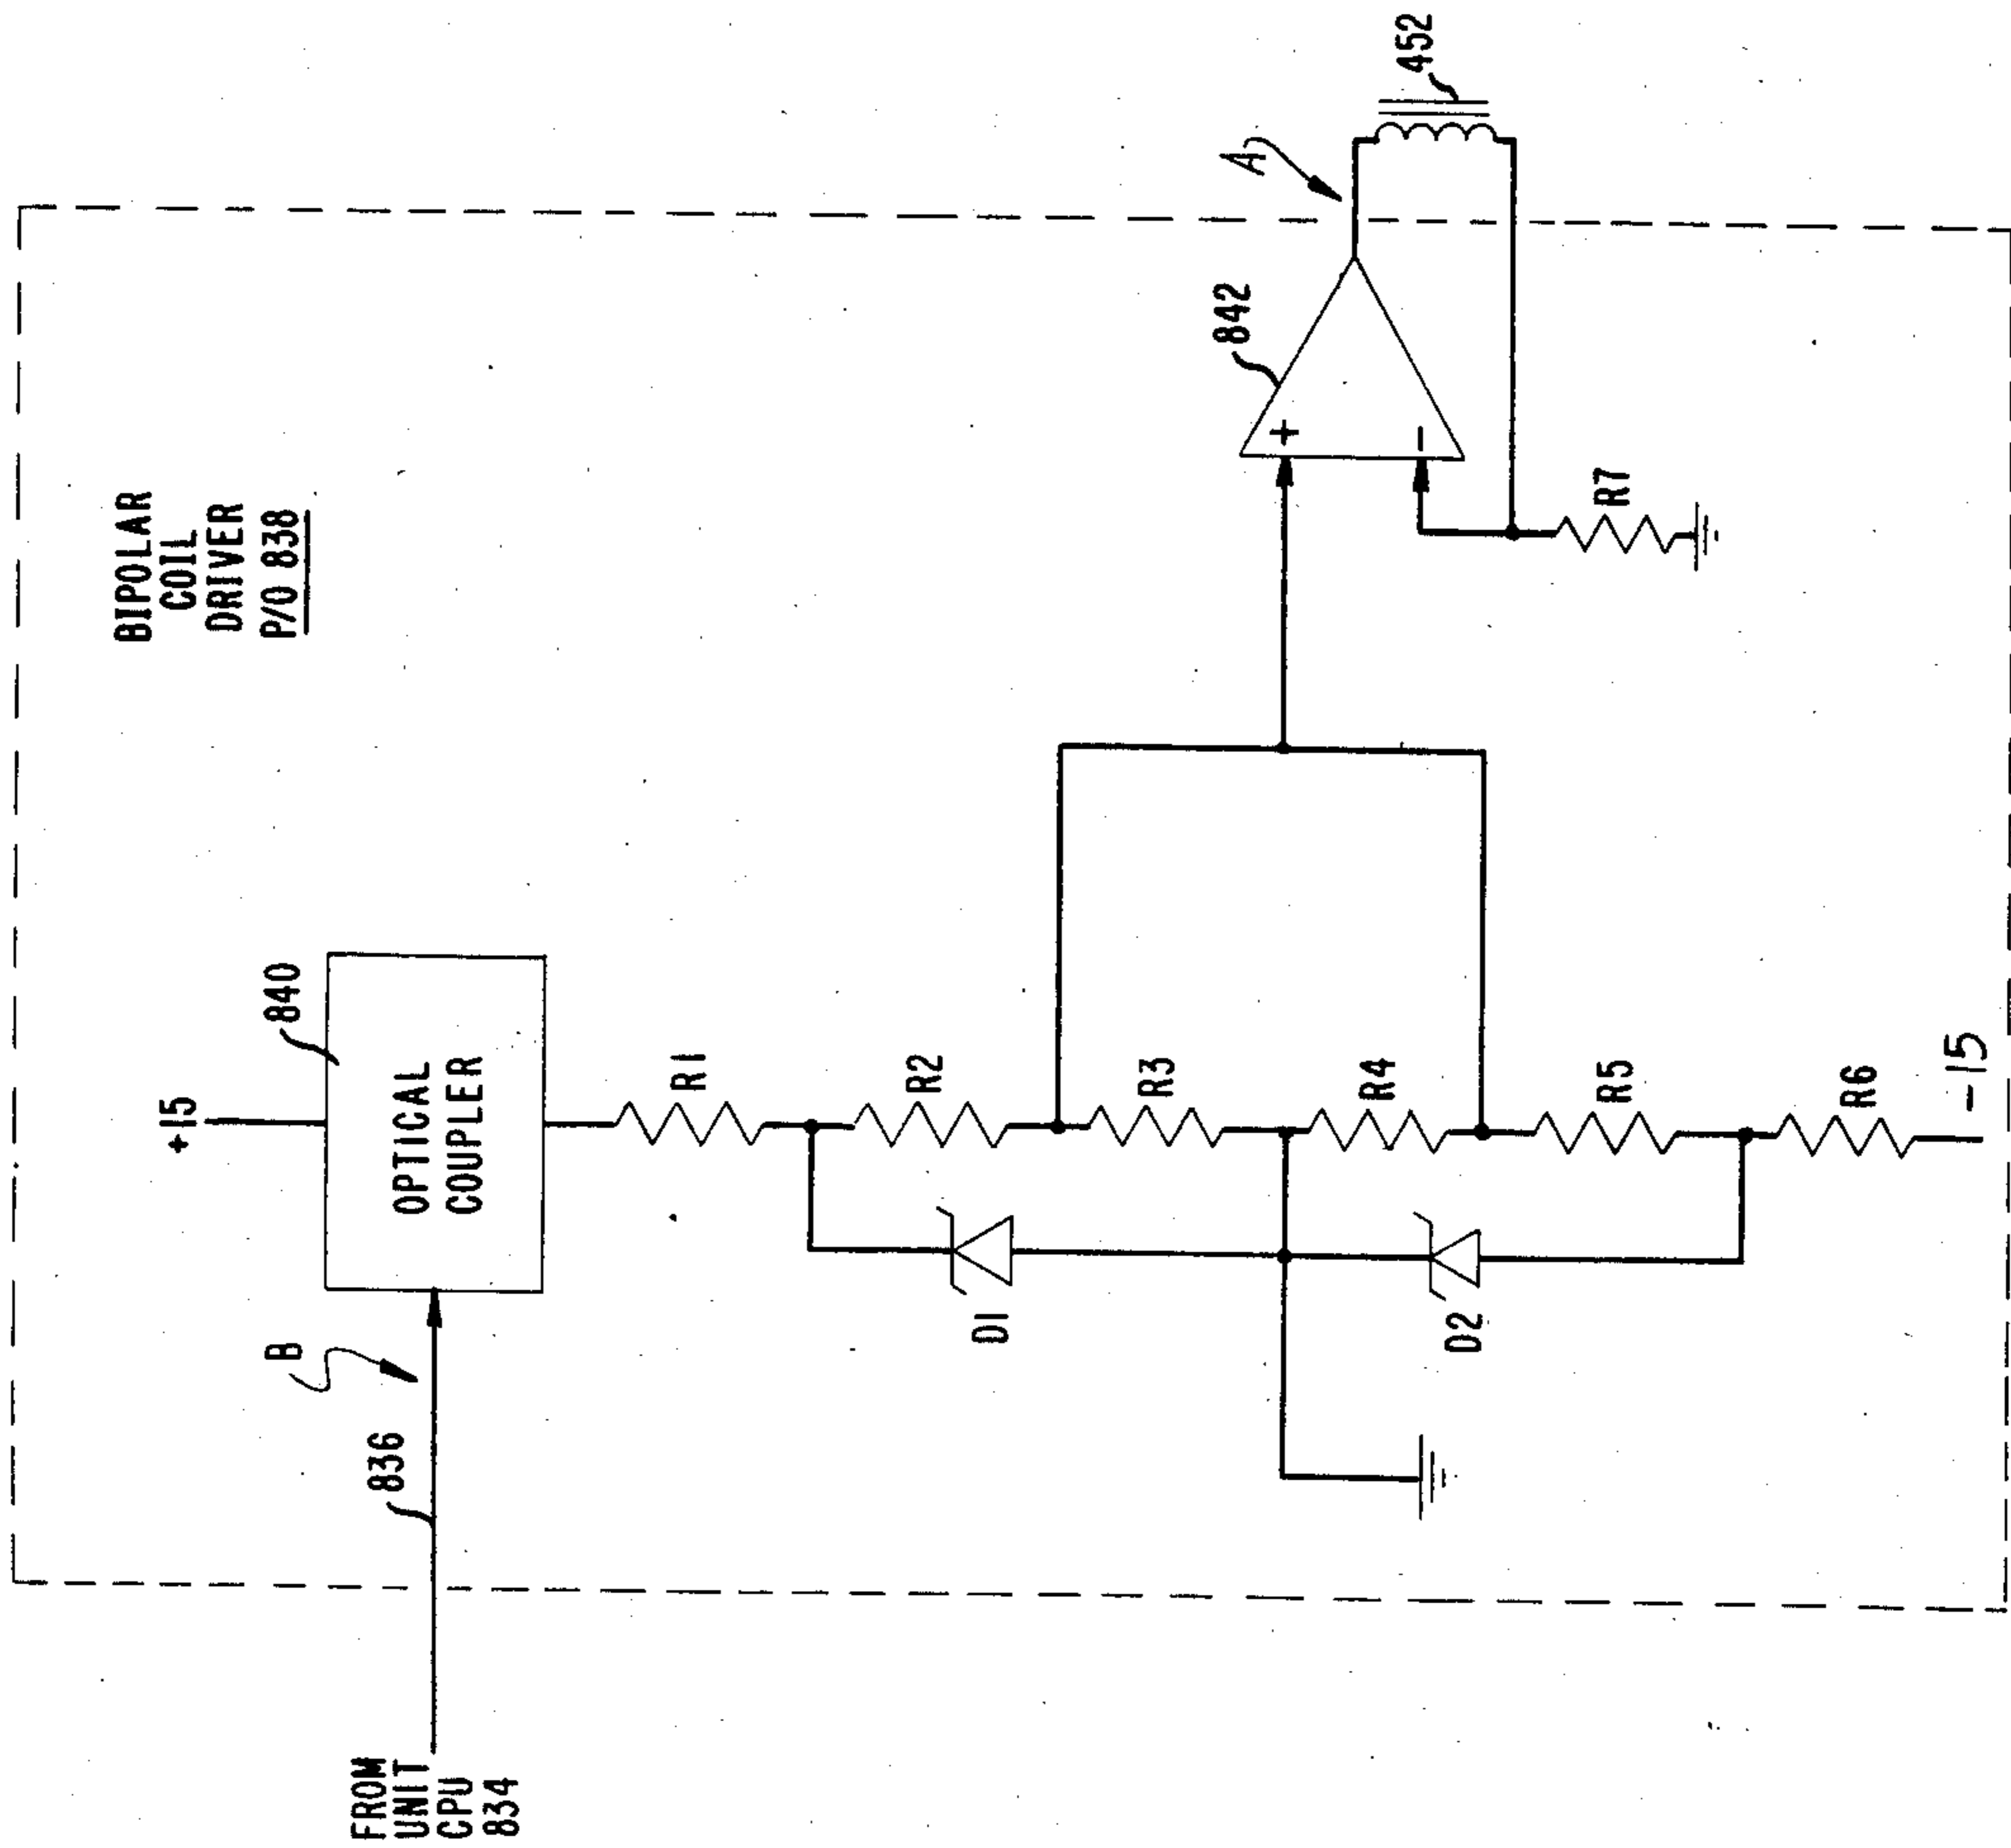 BIPOLAR
COIL
DRIVER
P/O 838
+15
840
OPTICAL
COUPLER
B
836
FROM
UNIT
CPU
834
R1
R2
R3
R4
R5
R6
-15
D1
D2
842
+
-
A
452
R7